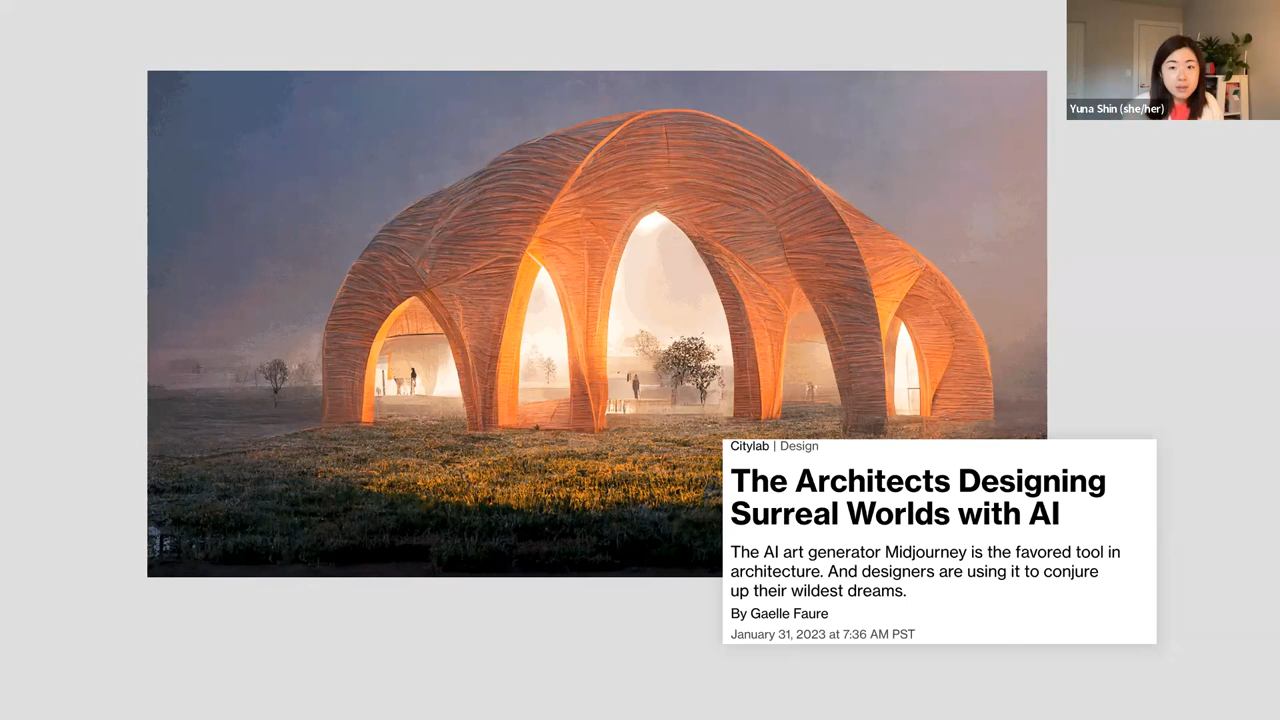 Yuna Shin (she/her)
Citylab | Design
The Architects Designing
Surreal Worlds with AI
The AI art generator Midjourney is the favored tool in
architecture. And designers are using it to conjure
up their wildest dreams.
By Gaelle Faure
January 31, 2023 at 7:36 AM PST